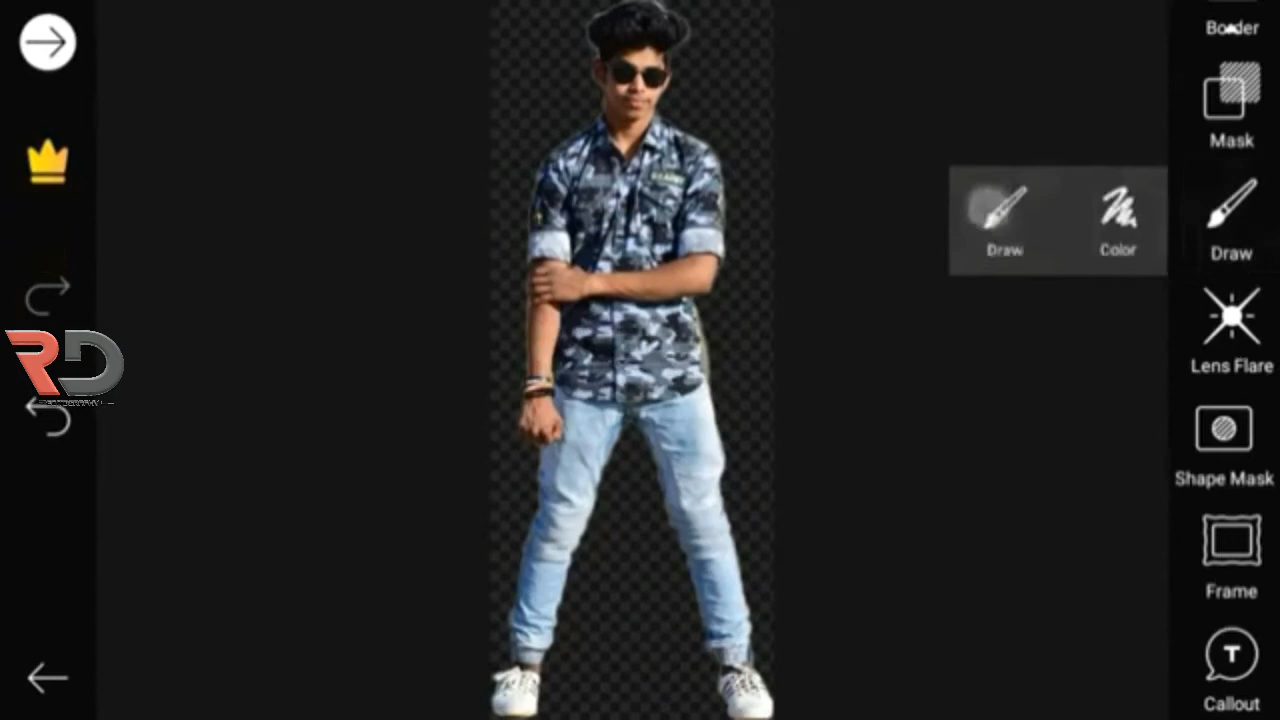 Border
Mask
Draw
Color
Draw
Lens Flare
Shape Mask
Frame
T
Callout
RD